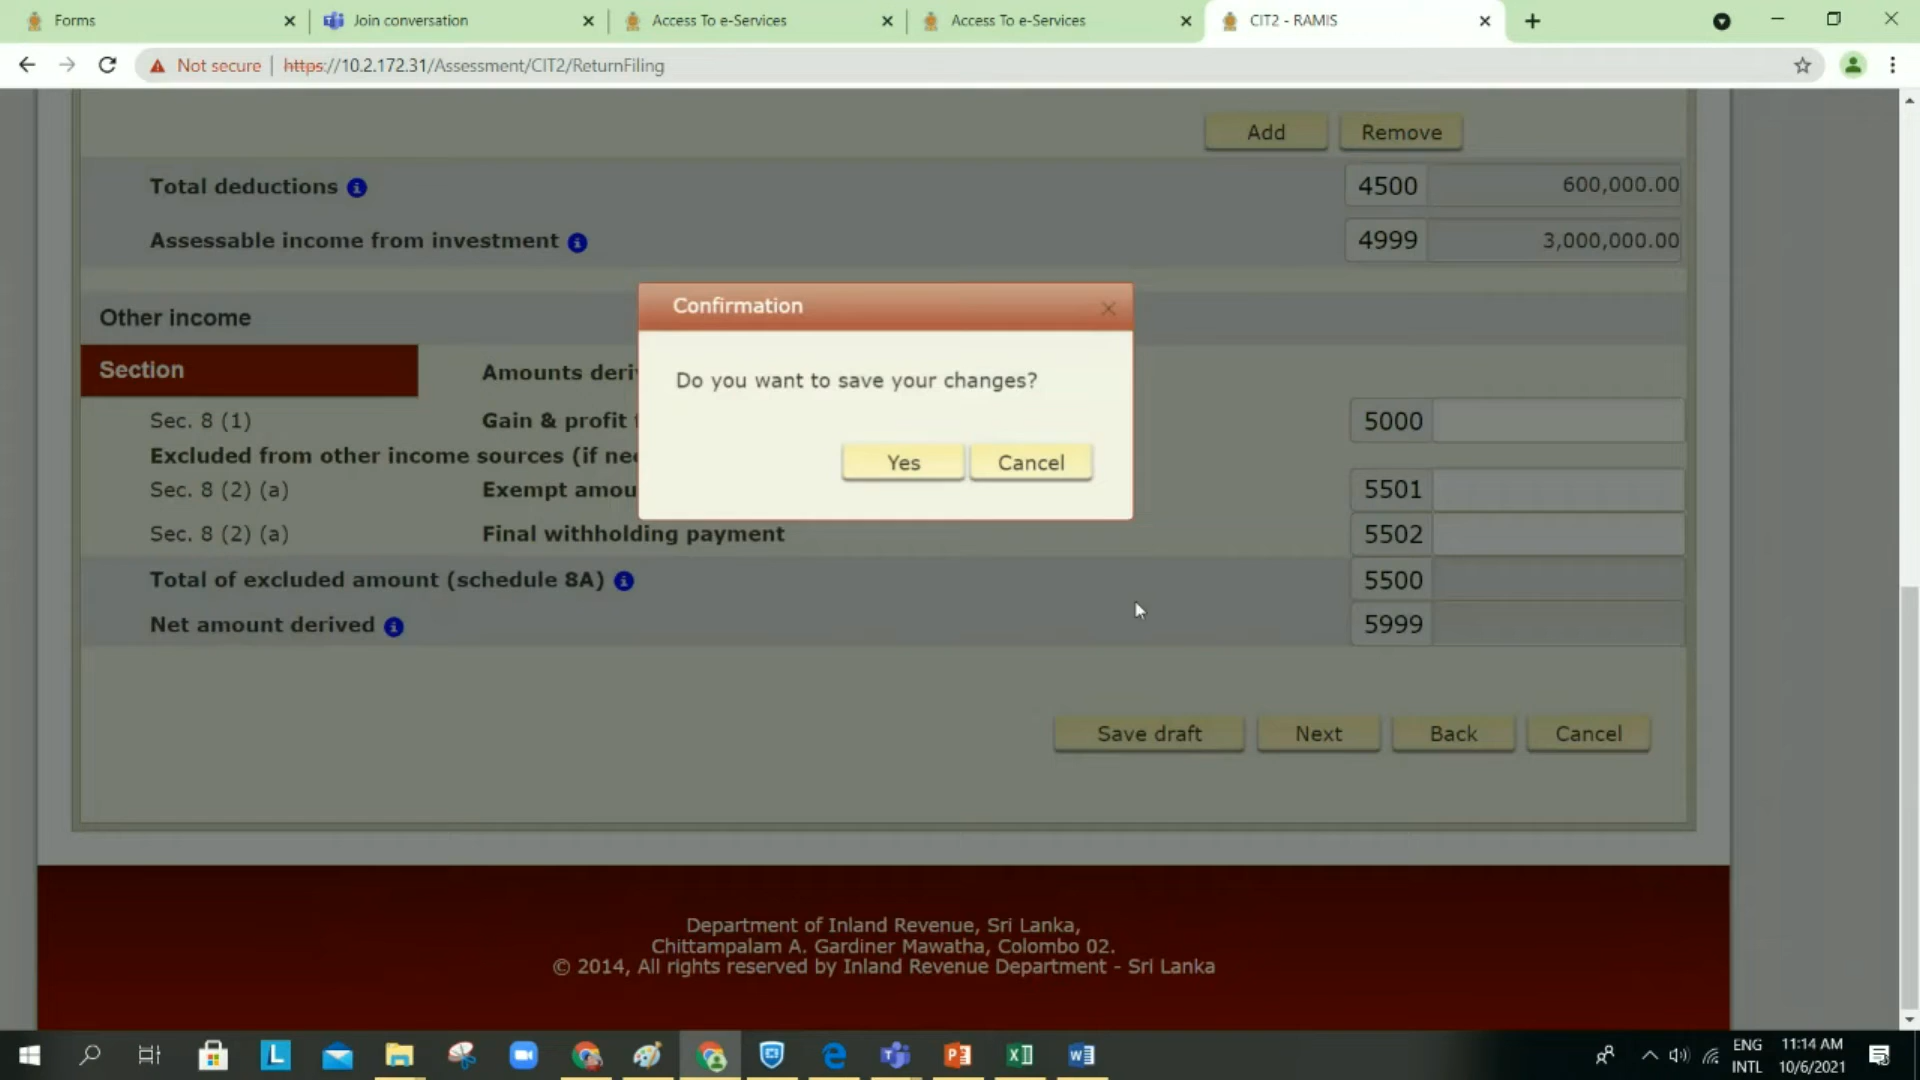 Forms
Join conversation
Access To e-Services
Access To e-Services
CIT2 - RAMIS
Not secure
https://10.2.172.31/Assessment/CIT2/ReturnFiling
Add
Remove
Total deductions
4500
600,000.00
Assessable income from investment
4999
3,000,000.00
Other income
Confirmation
Do you want to save your changes?
Yes
Cancel
Section
Amounts deri
Sec. 8 (1)
Gain & profit
5000
Excluded from other income sources (if nee
Sec. 8 (2) (a)
Exempt amou
5501
Sec. 8 (2) (a)
Final withholding payment
5502
Total of excluded amount (schedule 8A)
5500
Net amount derived
5999
Save draft
Next
Back
Cancel
Department of Inland Revenue, Sri Lanka,
Chittampalam A. Gardiner Mawatha, Colombo 02.
© 2014, All rights reserved by Inland Revenue Department - Sri Lanka
ENG
INTL
11:14 AM
10/6/2021